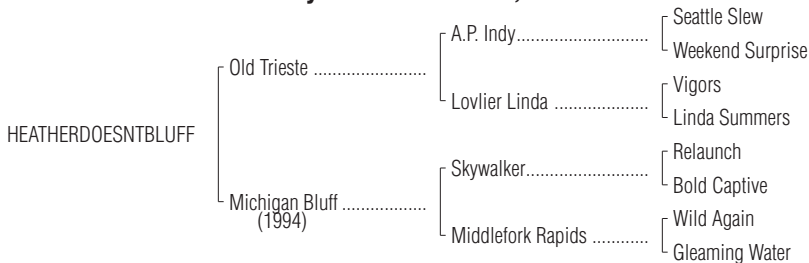 Seattle Slew
A.P. Indy..............................
Weekend Surprise
Old Trieste .........................
Vigors
Lovlier Linda .....................
Linda Summers
HEATHERDOESNTBLUFF
Relaunch
Skywalker............................
Bold Captive
Michigan Bluff ...................
(1994)
Wild Again
Middlefork Rapids ............
Gleaming Water